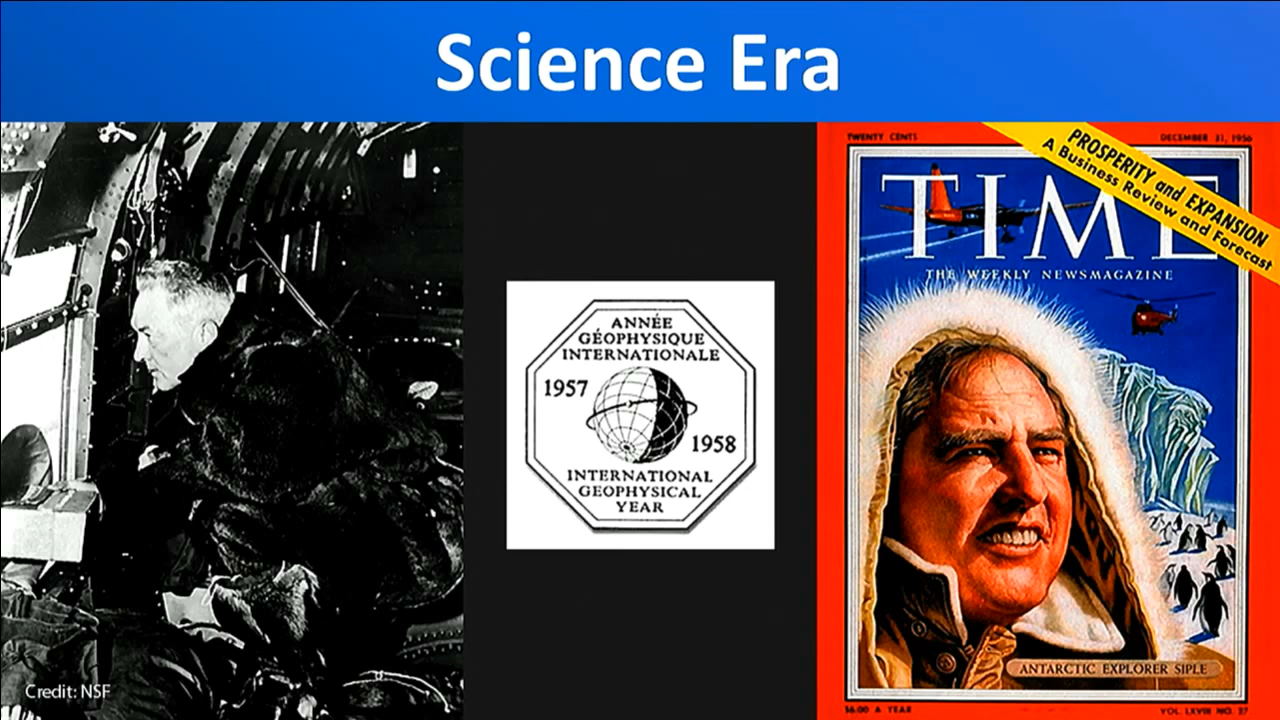 Science Era
Credit: NSF
ANNÉE
GÉOPHYSIQUE
INTERNATIONALE
1957
1958
INTERNATIONAL
GEOPHYSICAL
YEAR
TWENTY CENTS
DECEMBER 31, 1956
PROSPERITY and EXPANSION
A Business Review and Forecast
TIME
THE WEEKLY NEWSMAGAZINE
ANTARCTIC EXPLORER SIPLE
$6.00 A YEAR
VOL. LXVIII NO. 27